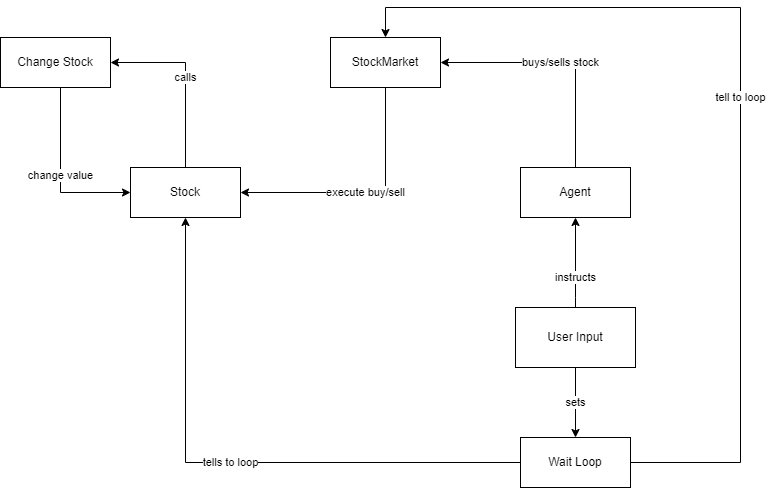 Change Stock
StockMarket
buys/sells stock
calls
tell to loop
change value
Stock
execute buy/sell
Agent
instructs
User Input
sets
tells to loop
Wait Loop